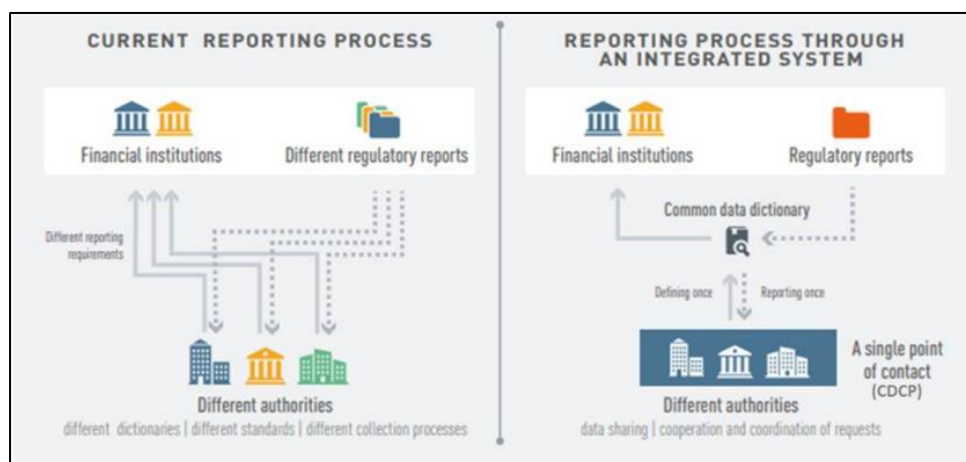 CURRENT REPORTING PROCESS
Financial institutions
Different regulatory reports
Different reporting
requirements
Different authorities
different dictionaries | different standards | different collection processes
REPORTING PROCESS THROUGH
AN INTEGRATED SYSTEM
Financial institutions
Regulatory reports
Common data dictionary
Defining once
Reporting once
A single point
of contact
(CDCP)
Different authorities
data sharing | cooperation and coordination of requests